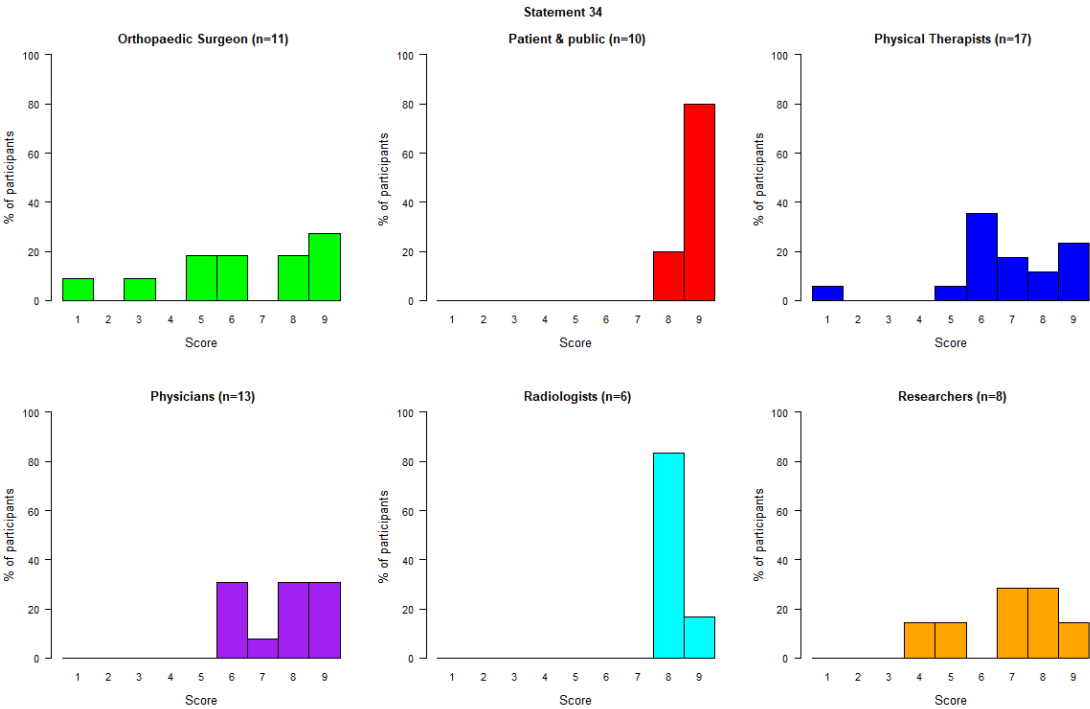 Statement 34
Orthopaedic Surgeon (n=11)
% of participants
100
80
60
40
20
0
1 2 3 4 5 6 7 8 9
Score
Patient & public (n=10)
% of participants
100
80
60
40
20
0
1 2 3 4 5 6 7 8 9
Score
Physical Therapists (n=17)
% of participants
100
80
60
40
20
0
1 2 3 4 5 6 7 8 9
Score
Physicians (n=13)
% of participants
100
80
60
40
20
0
1 2 3 4 5 6 7 8 9
Score
Radiologists (n=6)
% of participants
100
80
60
40
20
0
1 2 3 4 5 6 7 8 9
Score
Researchers (n=8)
% of participants
100
80
60
40
20
0
1 2 3 4 5 6 7 8 9
Score